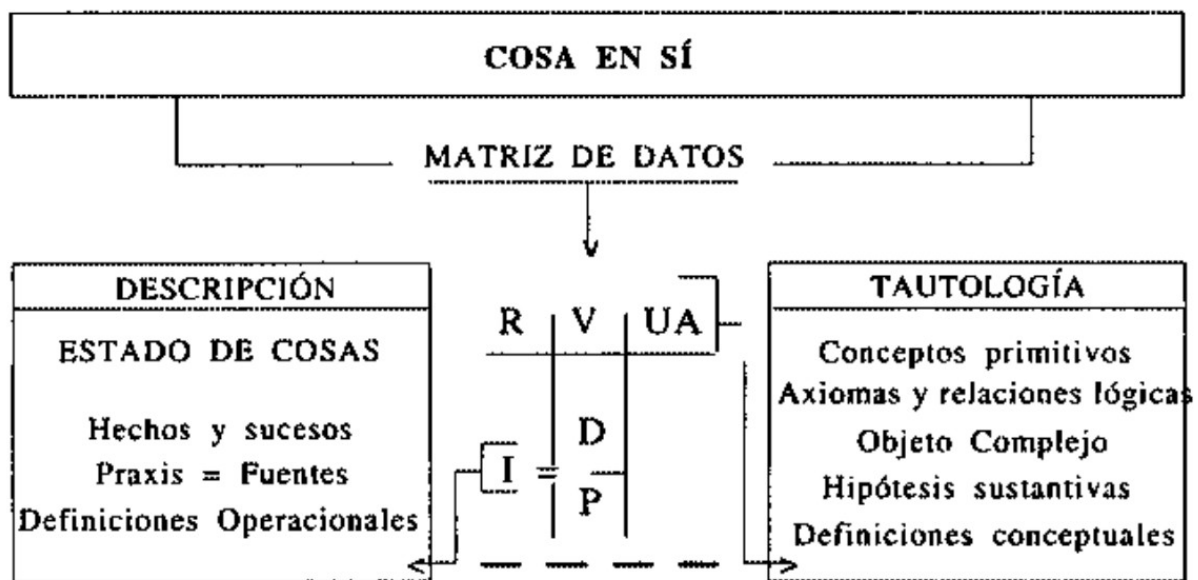 COSA EN SÍ
MATRIZ DE DATOS
DESCRIPCIÓN
ESTADO DE COSAS
Hechos y sucesos
Praxis = Fuentes
Definiciones Operacionales
R V UA
I = D
P
TAUTOLOGÍA
Conceptos primitivos
Axiomas y relaciones lógicas
Objeto Complejo
Hipótesis sustantivas
Definiciones conceptuales